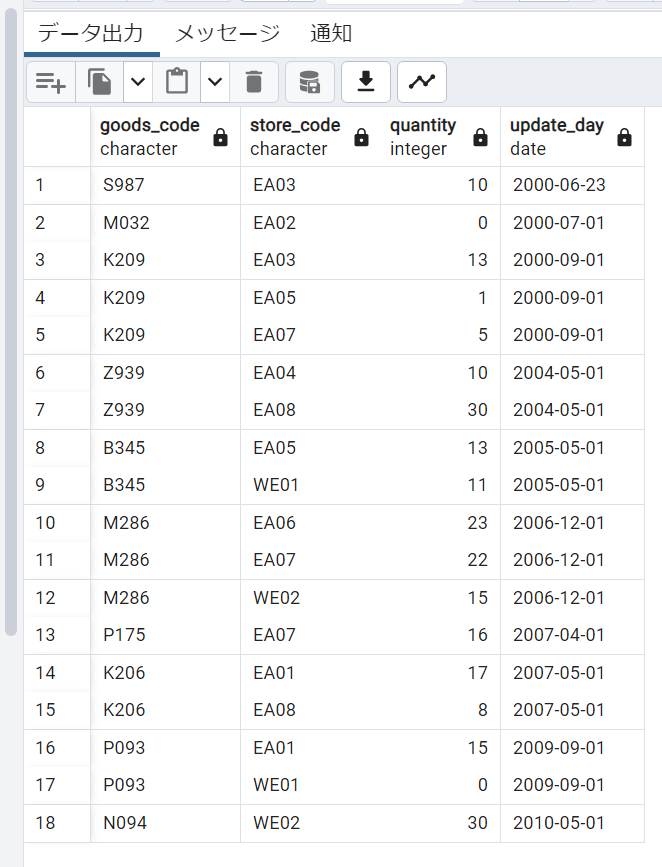 データ出力 メッセージ 通知
goods_code store_code quantity update_day
character character integer date
1 S987 EA03 10 2000-06-23
2 M032 EA02 0 2000-07-01
3 K209 EA03 13 2000-09-01
4 K209 EA05 1 2000-09-01
5 K209 EA07 5 2000-09-01
6 Z939 EA04 10 2004-05-01
7 Z939 EA08 30 2004-05-01
8 B345 EA05 13 2005-05-01
9 B345 WE01 11 2005-05-01
10 M286 EA06 23 2006-12-01
11 M286 EA07 22 2006-12-01
12 M286 WE02 15 2006-12-01
13 P175 EA07 16 2007-04-01
14 K206 EA01 17 2007-05-01
15 K206 EA08 8 2007-05-01
16 P093 EA01 15 2009-09-01
17 P093 WE01 0 2009-09-01
18 N094 WE02 30 2010-05-01